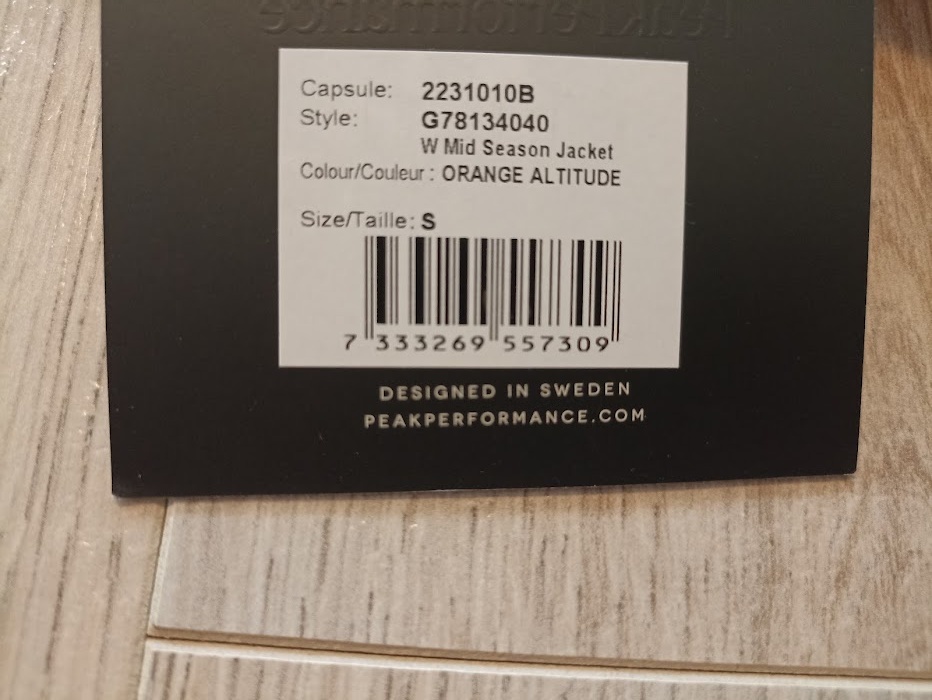 Capsule: 2231010B
Style: G78134040
W Mid Season Jacket
Colour/Couleur : ORANGE ALTITUDE
Size/Taille: S
7 333269 557309
DESIGNED IN SWEDEN
PEAKPERFORMANCE.COM